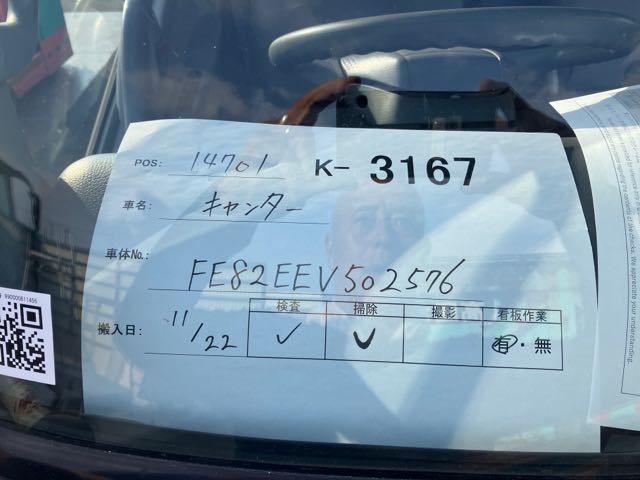 POS: 14701 K- 3167
車名: キャンター
車体No.: FE82EEV502576
搬入日: 11/22
検査 掃除 撮影 看板作業
✓ ✓ 有・無
990000811455